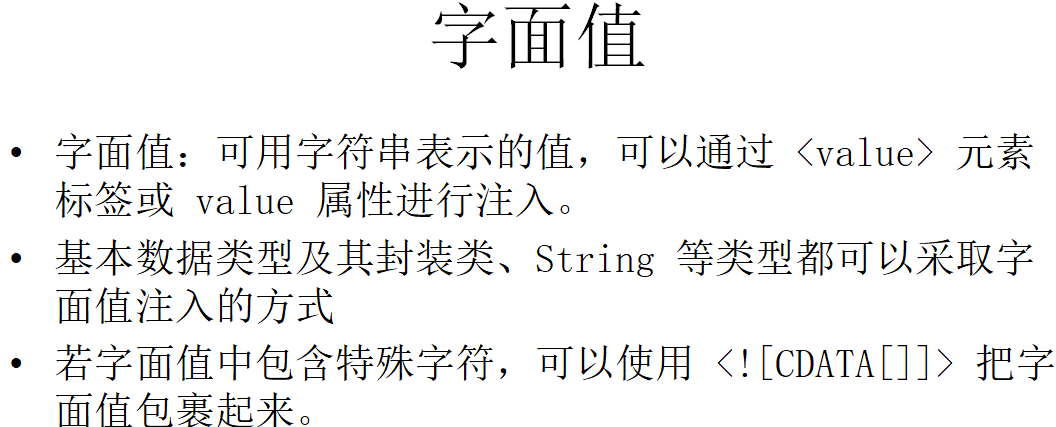 字面值
• 字面值：可用字符串表示的值，可以通过 <value> 元素
标签或 value 属性进行注入。
• 基本数据类型及其封装类、String 等类型都可以采取字
面值注入的方式
• 若字面值中包含特殊字符，可以使用 <![CDATA[]]> 把字
面值包裹起来。